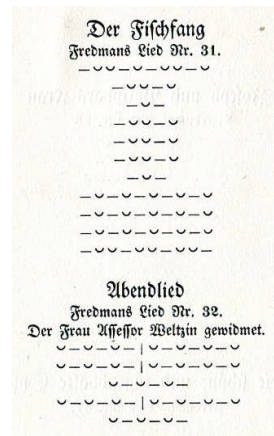 Der Fischfang
Fredmans Lied Nr. 31.
– ⏑ ⏑ – ⏑ – ⏑ ⏑ – ⏑
– ⏑ ⏑ – ⏑
– ⏑ –
– ⏑ ⏑ – ⏑
– ⏑ ⏑ –
– ⏑ ⏑ – ⏑
– ⏑ ⏑ –
– ⏑ – ⏑ – ⏑ – ⏑
– ⏑ – ⏑ – ⏑ – ⏑
– ⏑ – ⏑ – ⏑ – ⏑
– ⏑ ⏑ – ⏑ – ⏑ ⏑ –
Abendlied
Fredmans Lied Nr. 32.
Der Frau Assessor Weltzin gewidmet.
⏑ – ⏑ – ⏑ – | ⏑ – ⏑ – ⏑ – ⏑
⏑ – ⏑ – ⏑ – | ⏑ – ⏑ – ⏑ – ⏑
⏑ – ⏑ – ⏑ – | ⏑ – ⏑ – ⏑ – ⏑
⏑ – ⏑ – ⏑ –